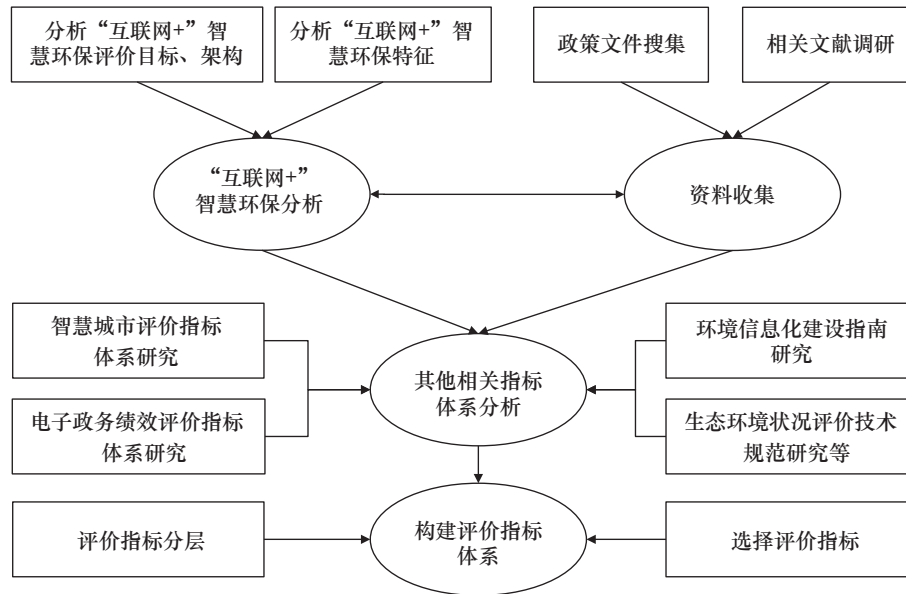 分析“互联网+”智
慧环保评价目标、架构
分析“互联网+”智
慧环保特征
政策文件搜集
相关文献调研
“互联网+”
智慧环保分析
资料收集
智慧城市评价指标
体系研究
环境信息化建设指南
研究
其他相关指标
体系分析
电子政务绩效评价指标
体系研究
生态环境状况评价技术
规范研究等
评价指标分层
构建评价指标
体系
选择评价指标